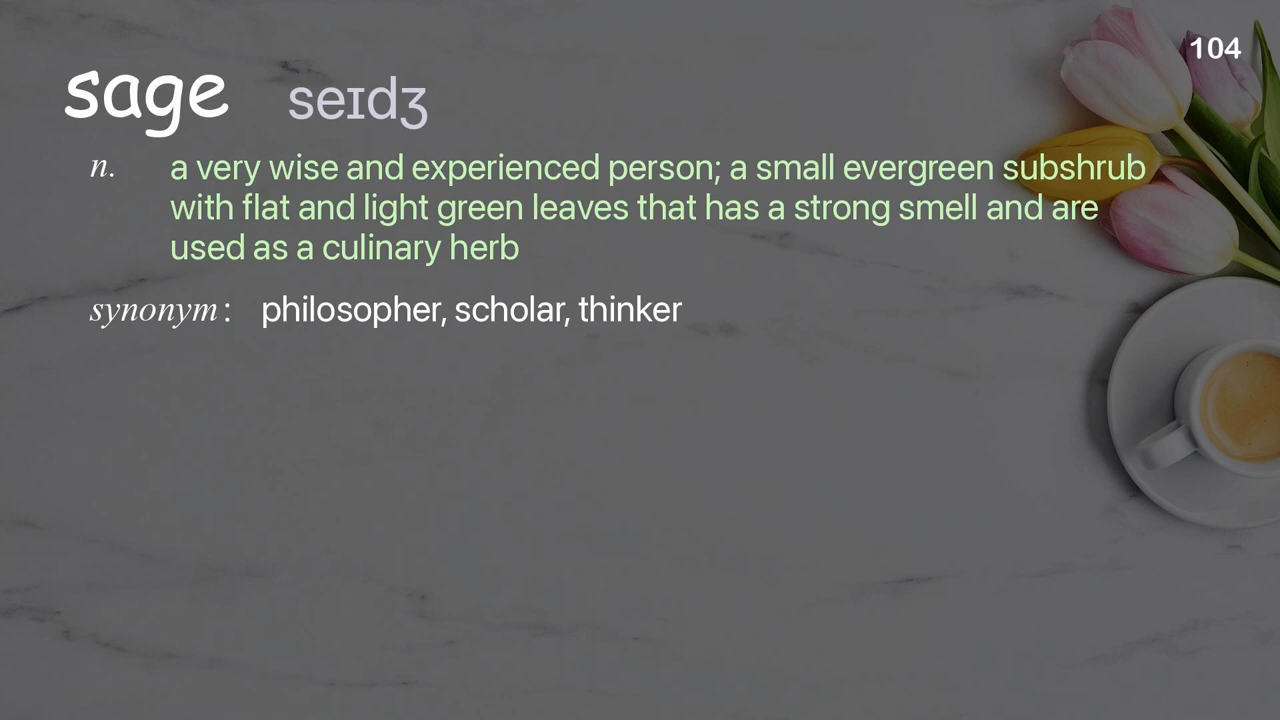 104
sage seɪdʒ
n. a very wise and experienced person; a small evergreen subshrub
with flat and light green leaves that has a strong smell and are
used as a culinary herb
synonym: philosopher, scholar, thinker